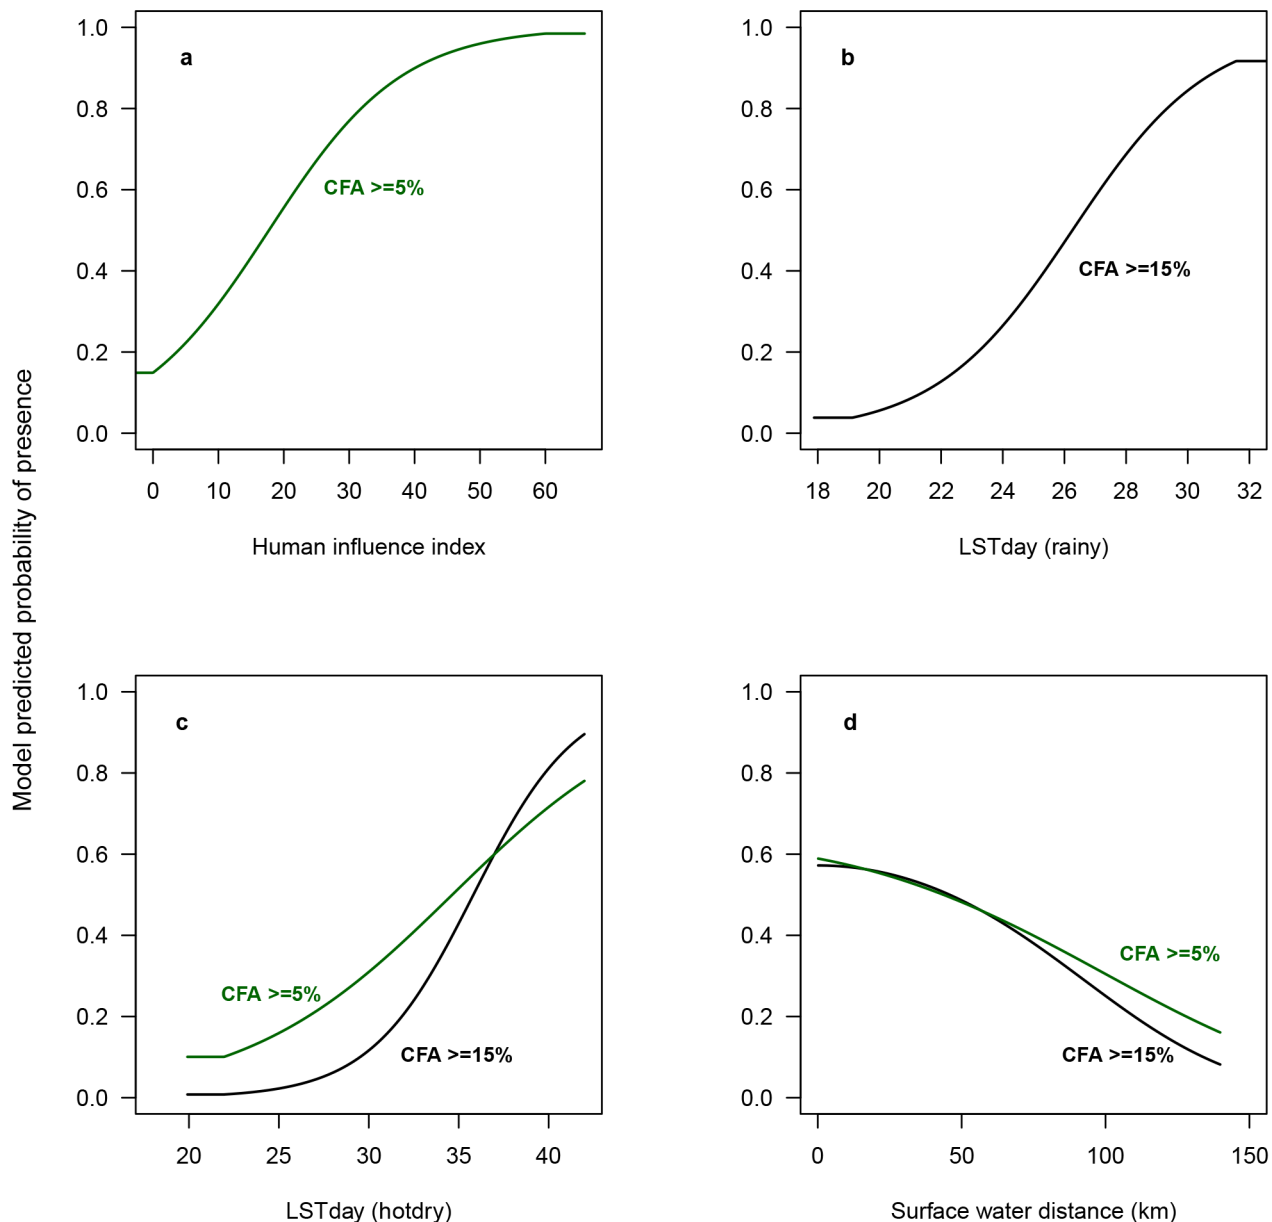 Model predicted probability of presence
a
1.0
0.8
0.6
0.4
0.2
0.0
CFA >=5%
0 10 20 30 40 50 60
Human influence index
b
1.0
0.8
0.6
0.4
0.2
0.0
CFA >=15%
18 20 22 24 26 28 30 32
LSTday (rainy)
c
1.0
0.8
0.6
0.4
0.2
0.0
CFA >=5%
CFA >=15%
20 25 30 35 40
LSTday (hotdry)
d
1.0
0.8
0.6
0.4
0.2
0.0
CFA >=5%
CFA >=15%
0 50 100 150
Surface water distance (km)